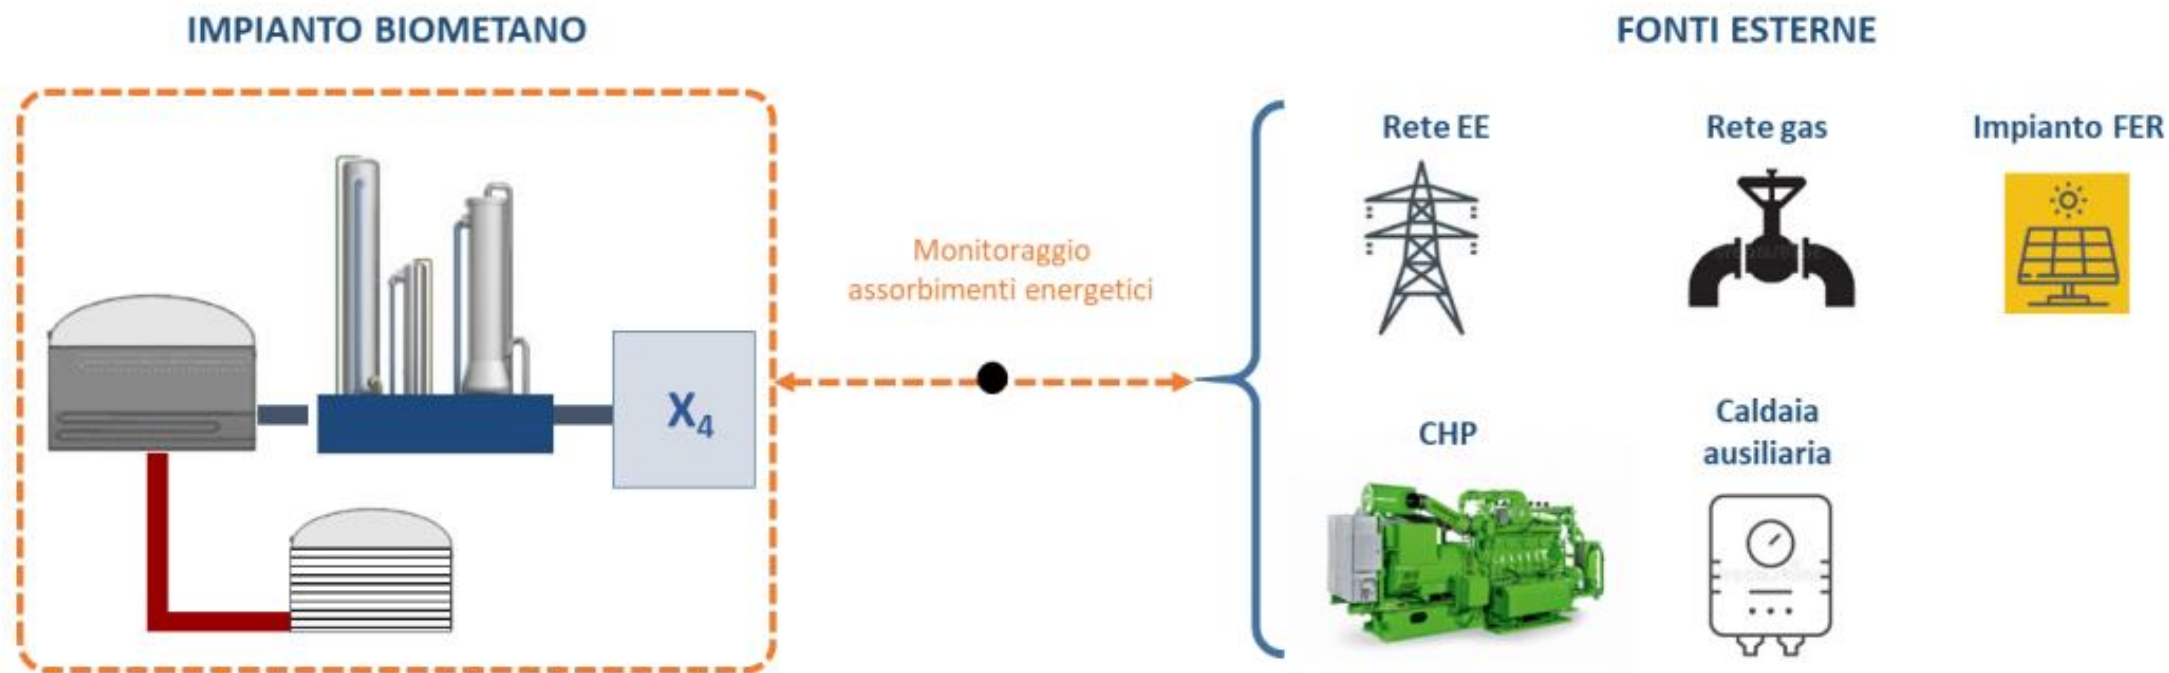 IMPIANTO BIOMETANO
FONTI ESTERNE
Rete EE
Rete gas
Impianto FER
Monitoraggio
assorbimenti energetici
X₄
CHP
Caldaia
ausiliaria